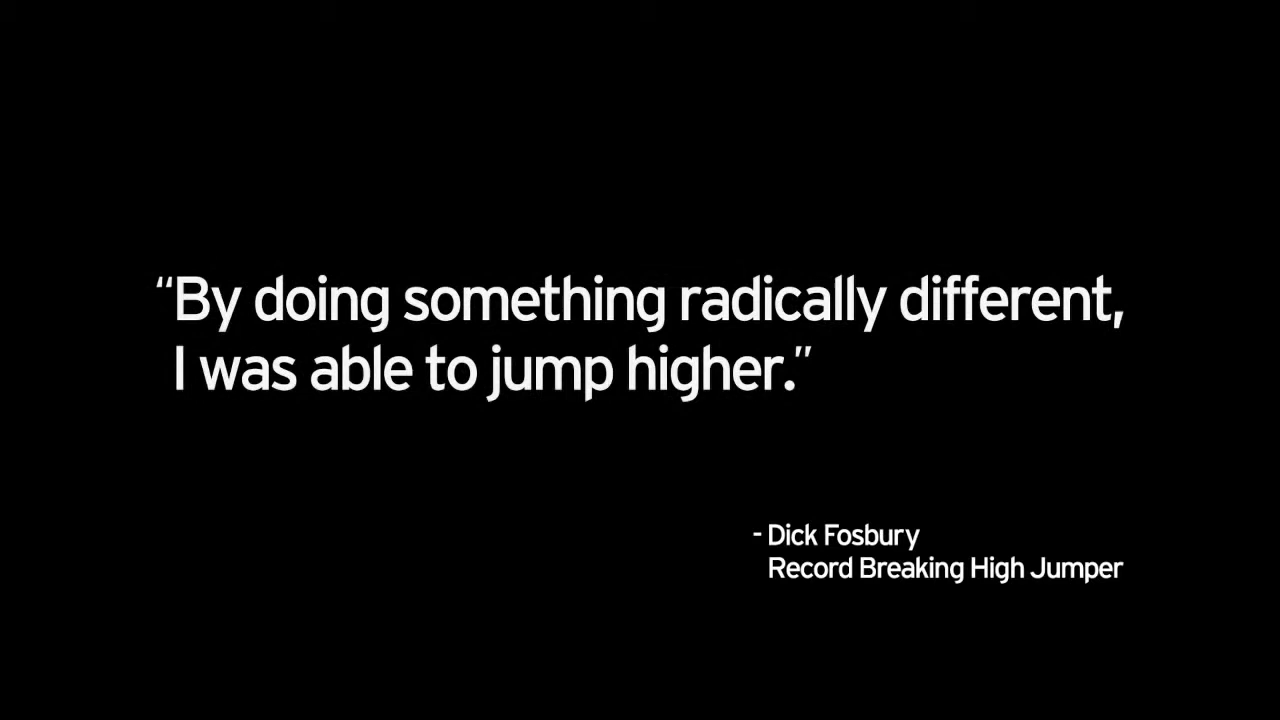 “By doing something radically different,
I was able to jump higher.”
- Dick Fosbury
Record Breaking High Jumper